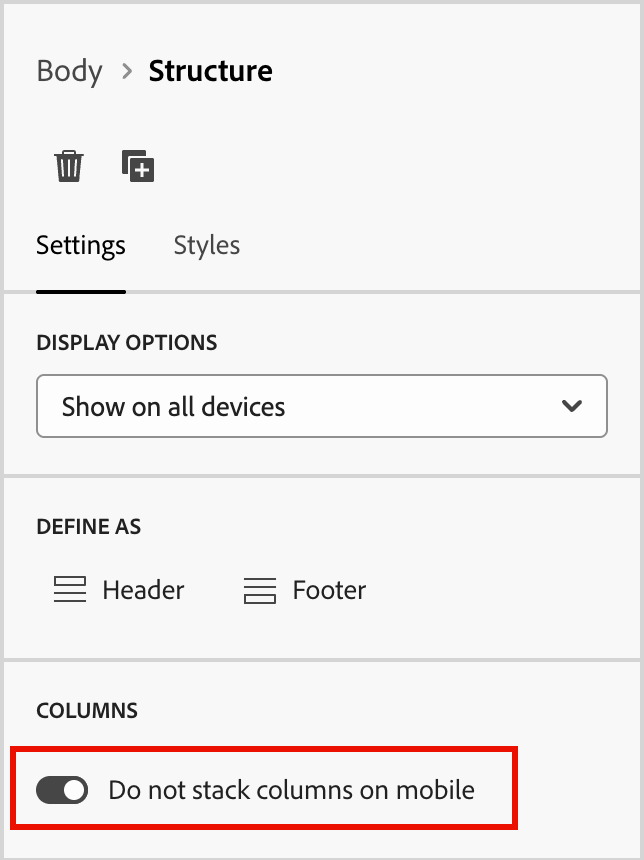 Body > Structure
Settings Styles
DISPLAY OPTIONS
Show on all devices
DEFINE AS
Header Footer
COLUMNS
Do not stack columns on mobile